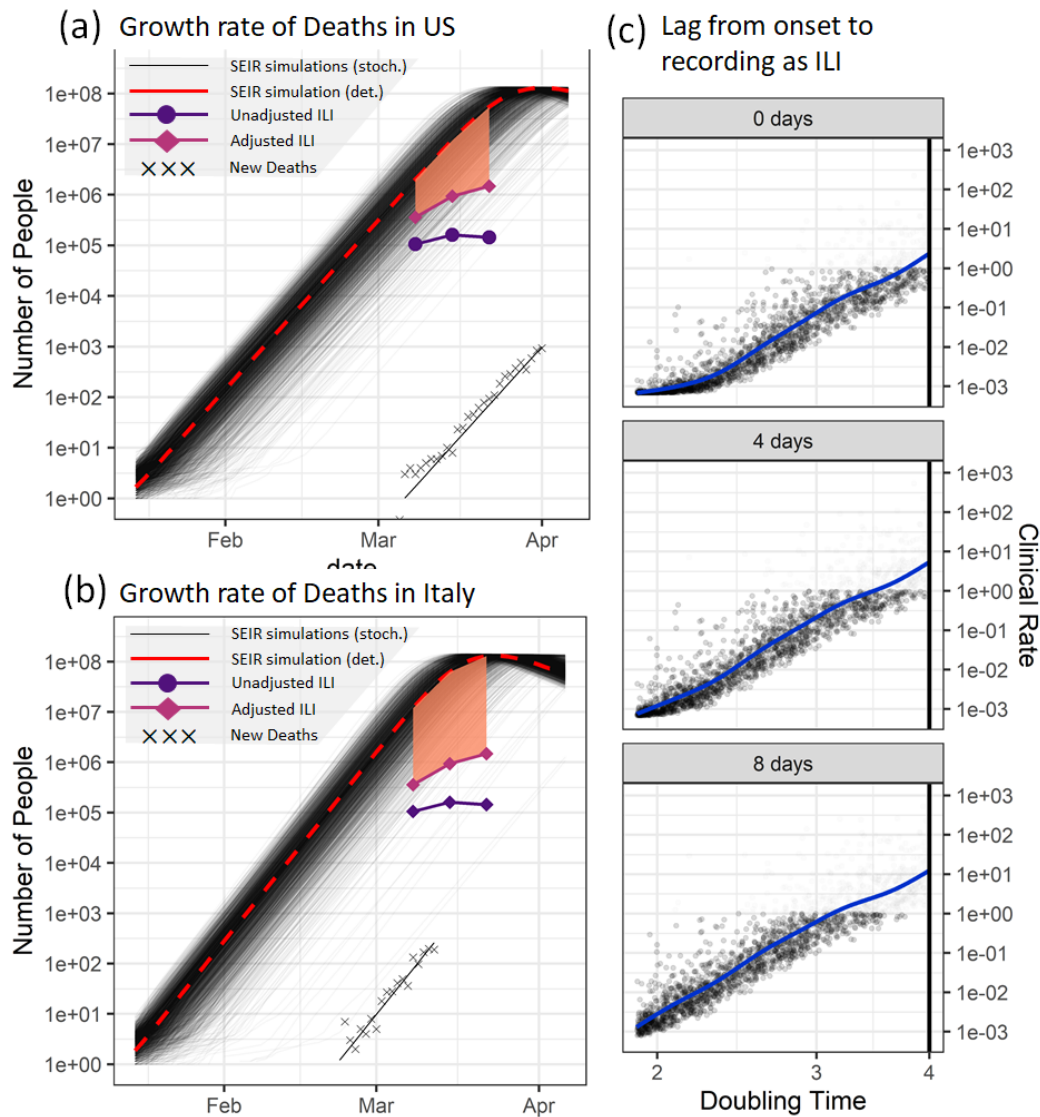 (a) Growth rate of Deaths in US
SEIR simulations (stoch.)
SEIR simulation (det.)
Unadjusted ILI
Adjusted ILI
××× New Deaths
Number of People
1e+08
1e+07
1e+06
1e+05
1e+04
1e+03
1e+02
1e+01
1e+00
Feb
Mar
Apr
date
(b) Growth rate of Deaths in Italy
SEIR simulations (stoch.)
SEIR simulation (det.)
Unadjusted ILI
Adjusted ILI
××× New Deaths
Number of People
1e+08
1e+07
1e+06
1e+05
1e+04
1e+03
1e+02
1e+01
1e+00
Feb
Mar
Apr
(c) Lag from onset to
recording as ILI
0 days
1e+03
1e+02
1e+01
1e+00
1e-01
1e-02
1e-03
4 days
1e+03
1e+02
1e+01
1e+00
1e-01
1e-02
1e-03
8 days
1e+03
1e+02
1e+01
1e+00
1e-01
1e-02
1e-03
Clinical Rate
2
3
4
Doubling Time